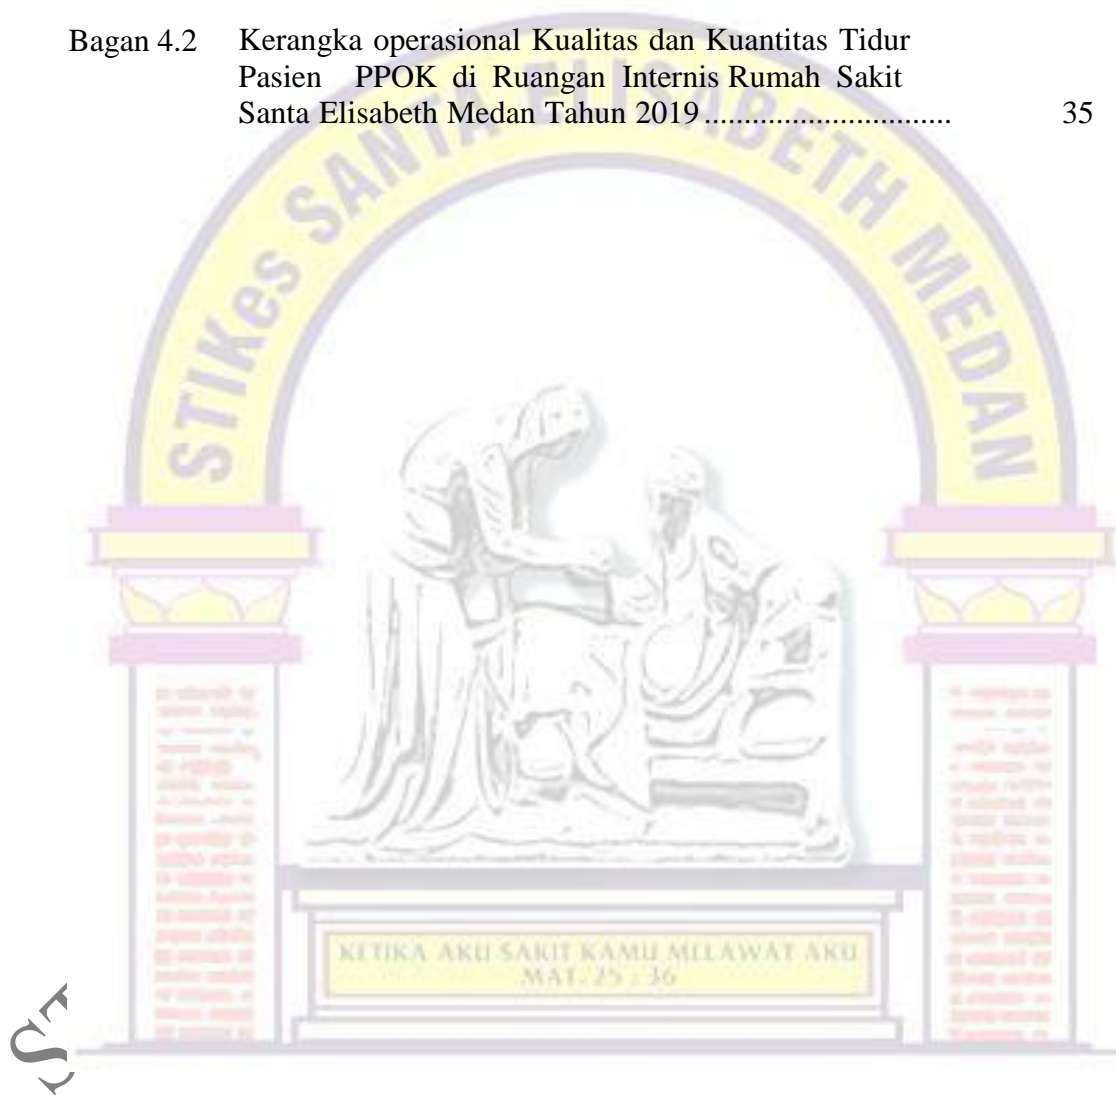 Bagan 4.2 Kerangka operasional Kualitas dan Kuantitas Tidur
Pasien PPOK di Ruangan Internis Rumah Sakit
Santa Elisabeth Medan Tahun 2019 ............................ 35
STIKes SANTA ELISABETH MEDAN
KETIKA AKU SAKIT KAMU MELAWAT AKU
MAT. 25 : 36
ST